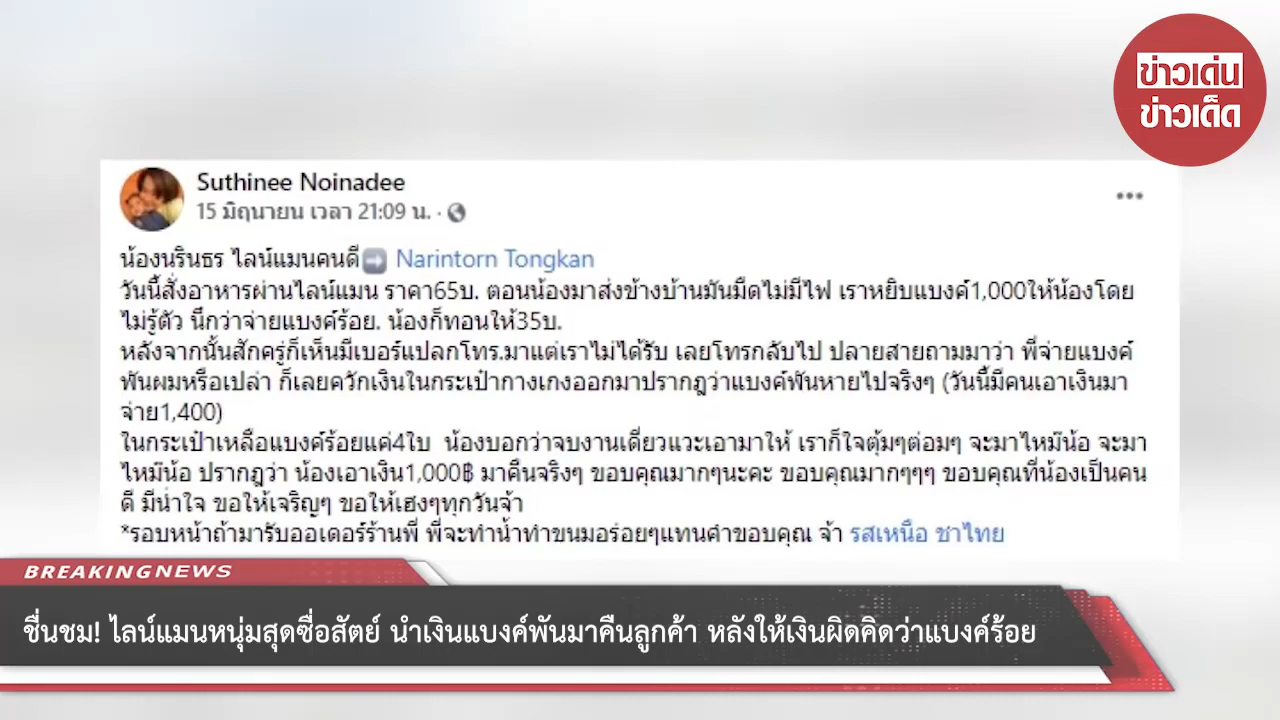 ข่าวเด่น
ข่าวเด็ด
Suthinee Noinadee
15 มิถุนายน เวลา 21:09 น. ·
น้องนรินธร ไลน์แมนคนดี➡ Narintorn Tongkan
วันนี้สั่งอาหารผ่านไลน์แมน ราคา65บ. ตอนน้องมาส่งข้างบ้านมันมืดไม่มีไฟ เราหยิบแบงค์1,000ให้น้องโดย
ไม่รู้ตัว นึกว่าจ่ายแบงค์ร้อย. น้องก็ทอนให้35บ.
หลังจากนั้นสักครู่ก็เห็นมีเบอร์แปลกโทร.มาแต่เราไม่ได้รับ เลยโทรกลับไป ปลายสายถามมาว่า พี่จ่ายแบงค์
พันผมหรือเปล่า ก็เลยควักเงินในกระเป๋ากางเกงออกมาปรากฏว่าแบงค์พันหายไปจริงๆ (วันนี้มีคนเอาเงินมา
จ่าย1,400)
ในกระเป๋าเหลือแบงค์ร้อยแค่4ใบ น้องบอกว่าจบงานเดี๋ยวแวะเอามาให้ เราก็ใจตุ้มๆต่อมๆ จะมาไหม๊น้อ จะมา
ไหม๊น้อ ปรากฏว่า น้องเอาเงิน1,000฿ มาคืนจริงๆ ขอบคุณมากๆนะคะ ขอบคุณมากๆๆๆ ขอบคุณที่น้องเป็นคน
ดี มีน้ำใจ ขอให้เจริญๆ ขอให้เฮงๆทุกวันจ้า
*รอบหน้าถ้ามารับออเดอร์ร้านพี่ พี่จะทำน้ำทำขนมอร่อยๆแทนคำขอบคุณ จ้า รสเหนือ ชาไทย
BREAKINGNEWS
ชื่นชม! ไลน์แมนหนุ่มสุดซื่อสัตย์ นำเงินแบงค์พันมาคืนลูกค้า หลังให้เงินผิดคิดว่าแบงค์ร้อย